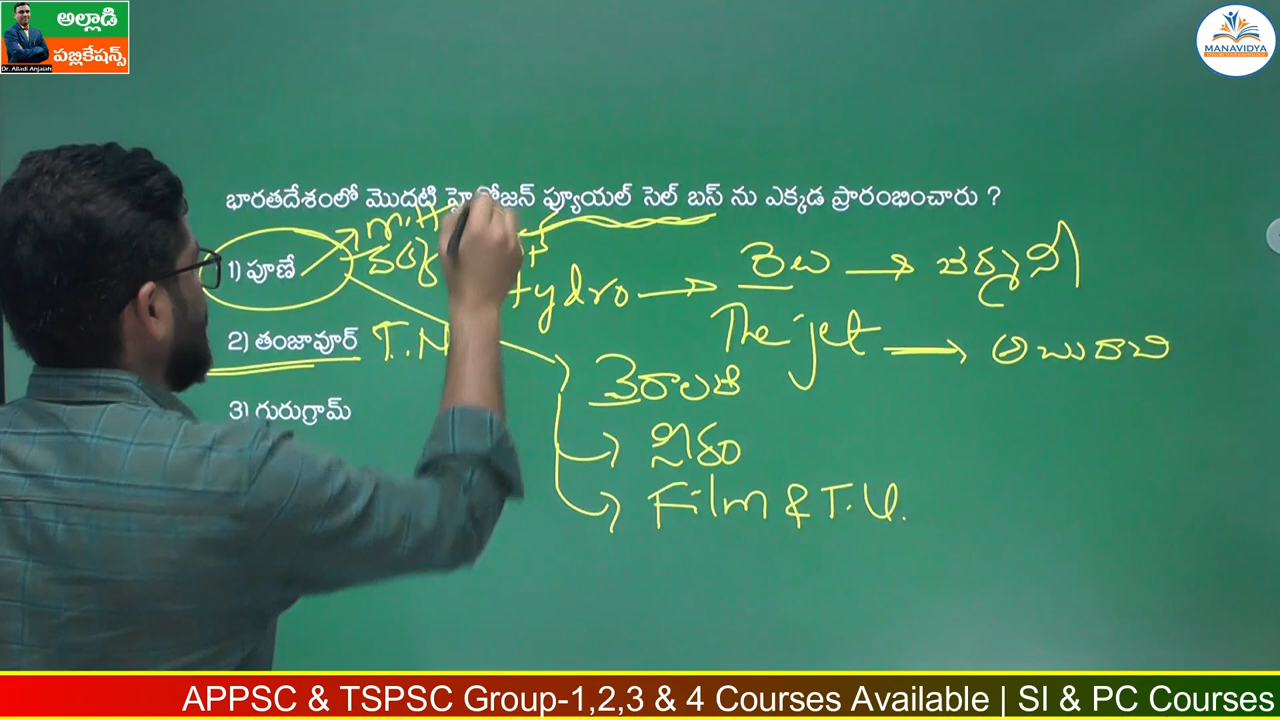 అల్లాడి
పబ్లికేషన్స్
Dr. Alladi Anjaiah
MANAVIDYA
భారతదేశంలో మొదటి హైడ్రోజన్ ఫ్యూయల్ సెల్ బస్ ను ఎక్కడ ప్రారంభించారు ?
1) పూణే
Hydro → రైలు → జర్మనీ
The jet → అబుదాబి
2) తంజావూర్ T.N
3) గురుగ్రామ్
Film & T.V.
APPSC & TSPSC Group-1,2,3 & 4 Courses Available | SI & PC Courses